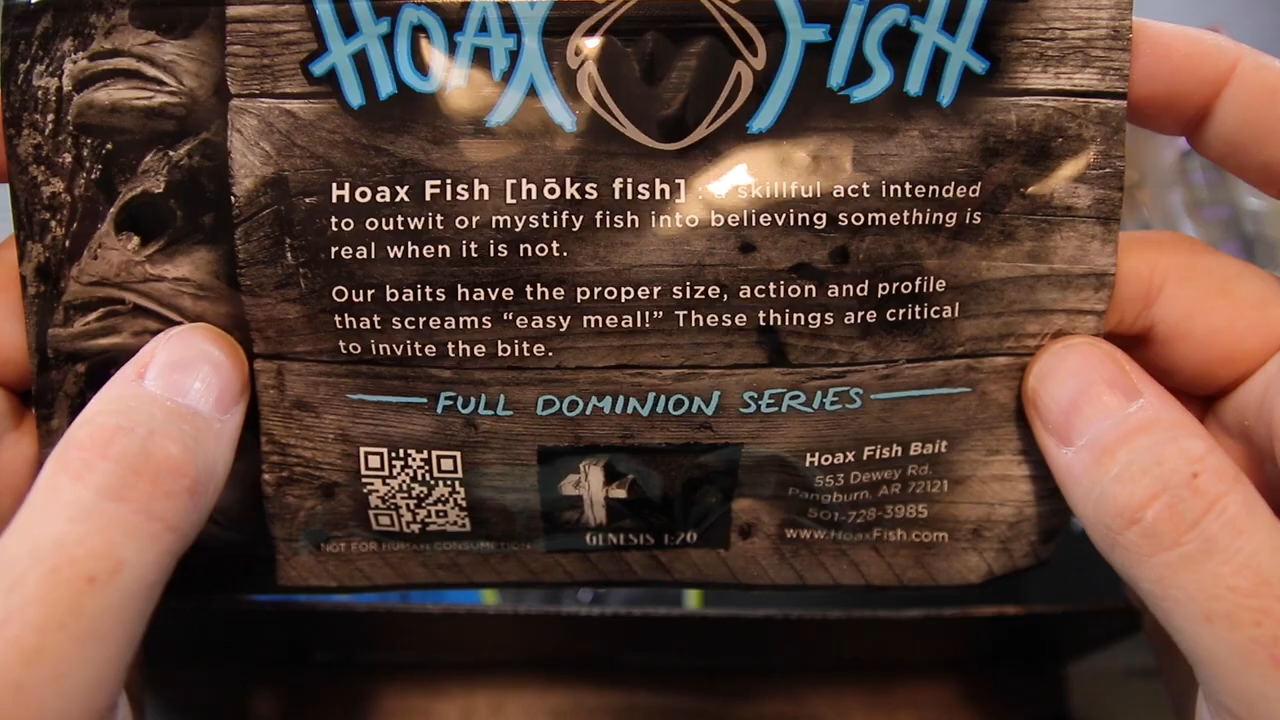 HOAX FISH
Hoax Fish [hōks fish] : a skillful act intended
to outwit or mystify fish into believing something is
real when it is not.
Our baits have the proper size, action and profile
that screams “easy meal!” These things are critical
to invite the bite.
FULL DOMINION SERIES
NOT FOR HUMAN CONSUMPTION
GENESIS 1:20
Hoax Fish Bait
553 Dewey Rd.
Pangburn, AR 72121
501-728-3985
www.HoaxFish.com